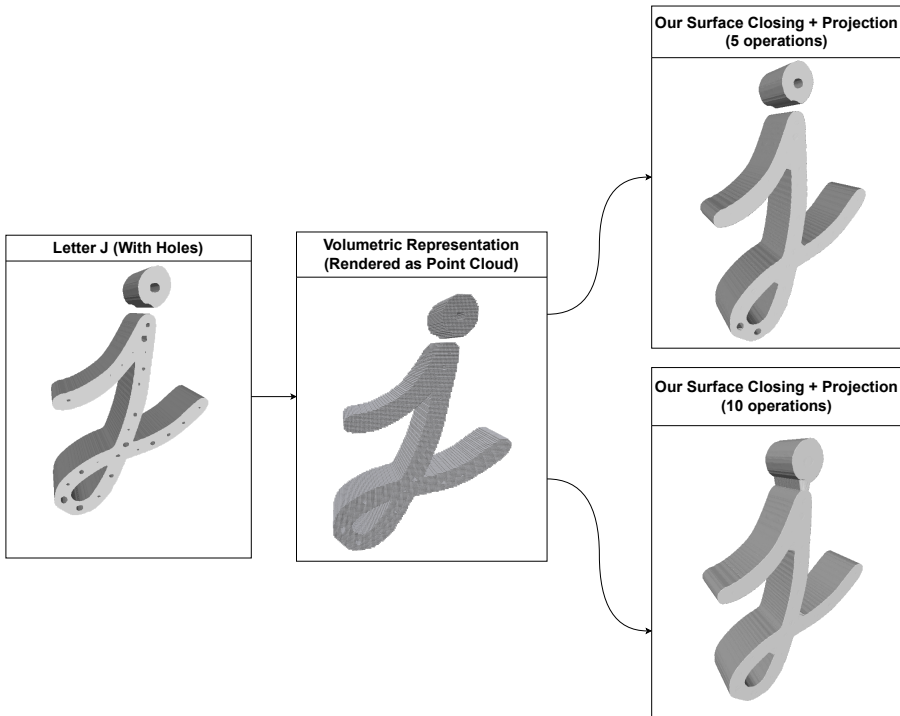 Letter J (With Holes)
Volumetric Representation
(Rendered as Point Cloud)
Our Surface Closing + Projection
(5 operations)
Our Surface Closing + Projection
(10 operations)